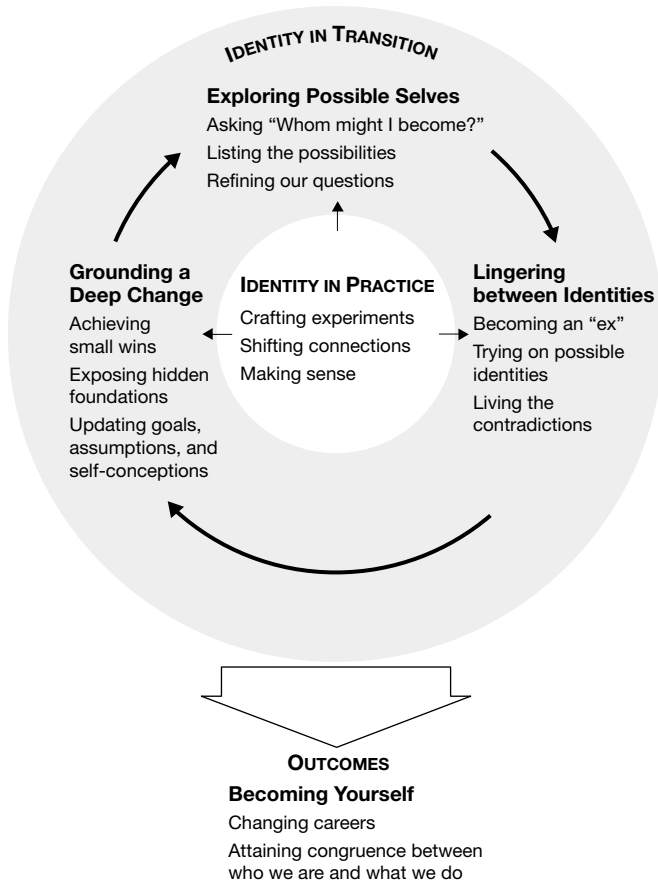 IDENTITY IN TRANSITION
Exploring Possible Selves
Asking “Whom might I become?”
Listing the possibilities
Refining our questions
Grounding a
Deep Change
Achieving
small wins
Exposing hidden
foundations
Updating goals,
assumptions, and
self-conceptions
IDENTITY IN PRACTICE
Crafting experiments
Shifting connections
Making sense
Lingering
between Identities
Becoming an “ex”
Trying on possible
identities
Living the
contradictions
OUTCOMES
Becoming Yourself
Changing careers
Attaining congruence between
who we are and what we do